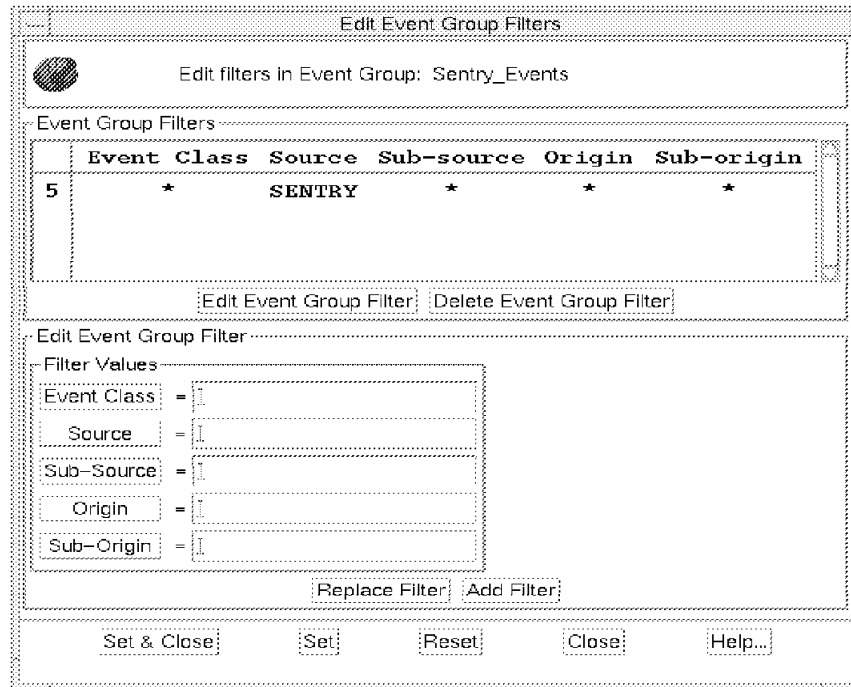 Edit Event Group Filters
Edit filters in Event Group: Sentry_Events
Event Group Filters
Event Class Source Sub-source Origin Sub-origin
5 * SENTRY * * *
Edit Event Group Filter Delete Event Group Filter
Edit Event Group Filter
Filter Values
Event Class =
Source =
Sub-Source =
Origin =
Sub-Origin =
Replace Filter Add Filter
Set & Close Set Reset Close Help...